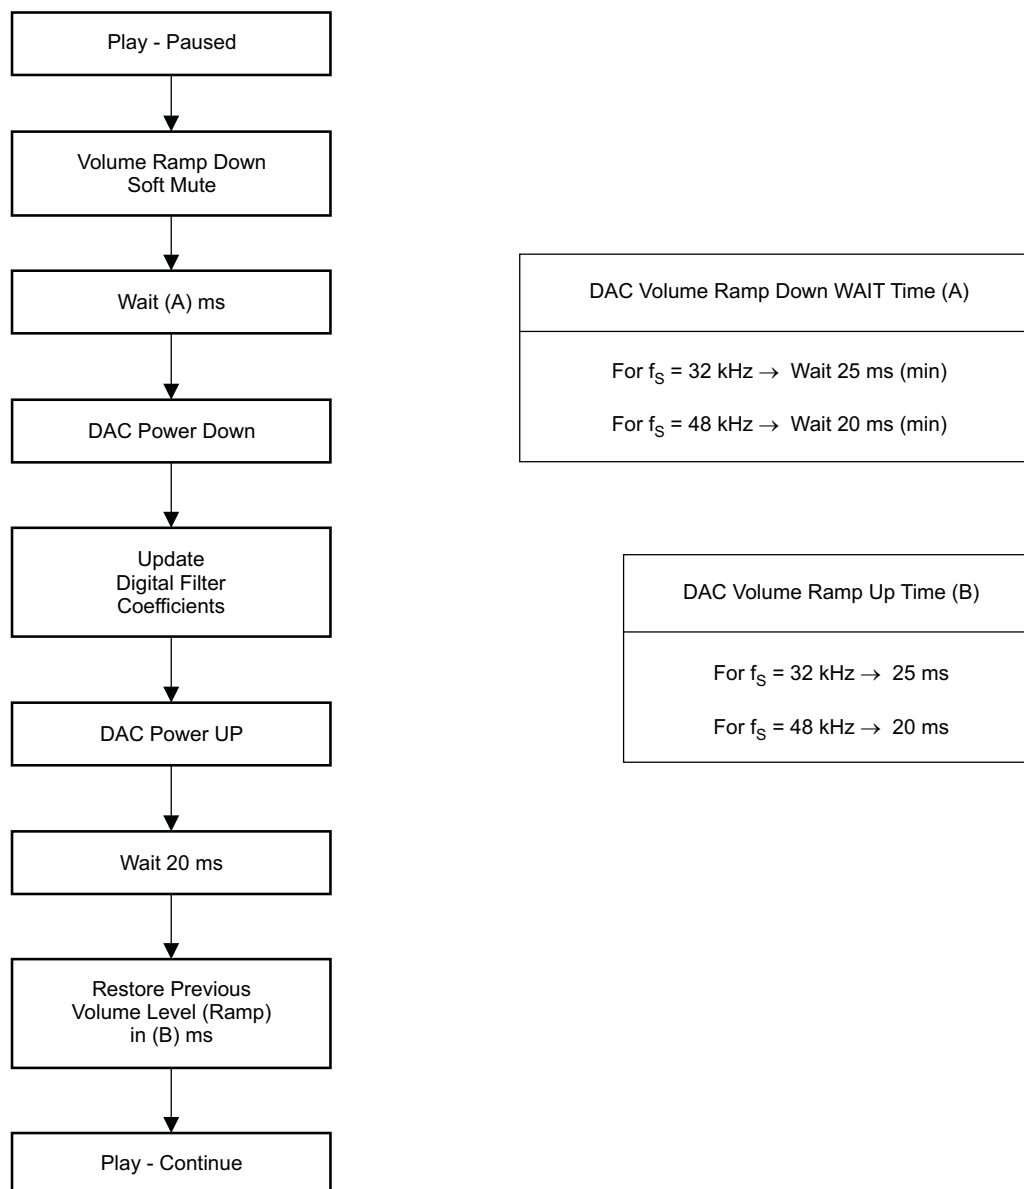 Play - Paused
Volume Ramp Down
Soft Mute
Wait (A) ms
DAC Power Down
Update
Digital Filter
Coefficients
DAC Power UP
Wait 20 ms
Restore Previous
Volume Level (Ramp)
in (B) ms
Play - Continue
DAC Volume Ramp Down WAIT Time (A)
For fS = 32 kHz → Wait 25 ms (min)
For fS = 48 kHz → Wait 20 ms (min)
DAC Volume Ramp Up Time (B)
For fS = 32 kHz → 25 ms
For fS = 48 kHz → 20 ms